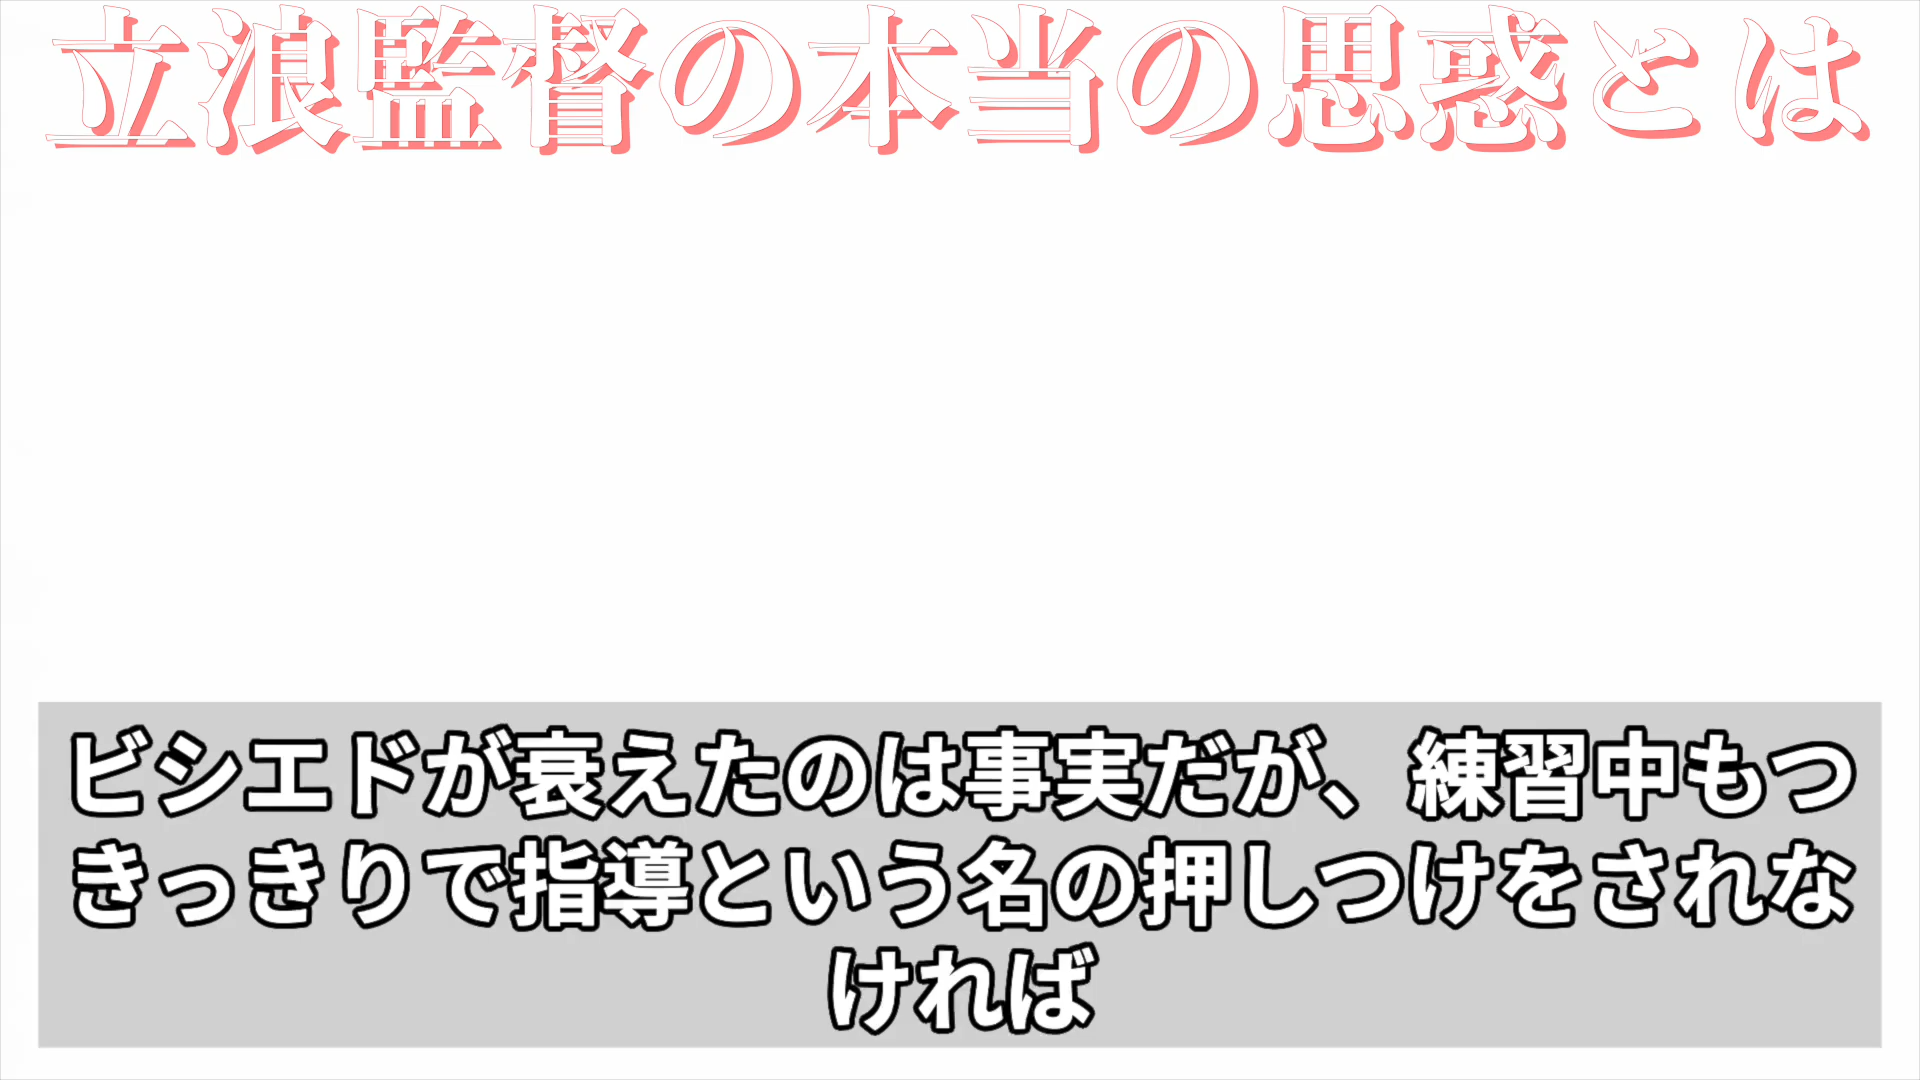 立浪監督の本当の思惑とは
ビシエドが衰えたのは事実だが、練習中もつ
きっきりで指導という名の押しつけをされな
ければ